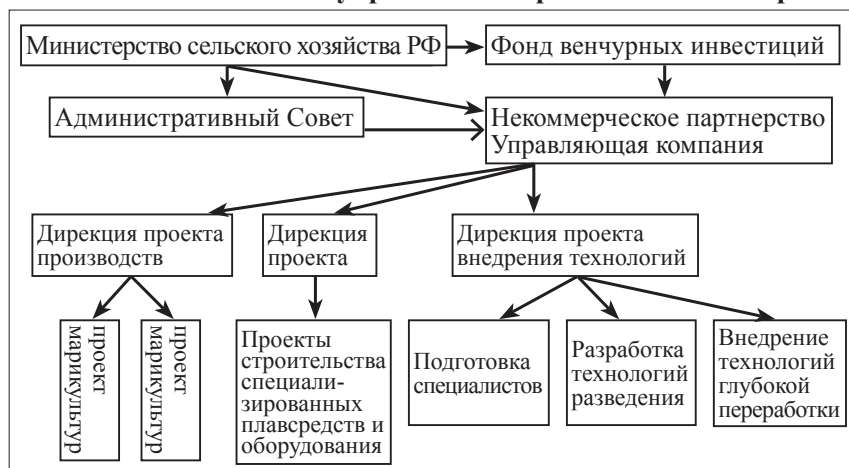 Министерство сельского хозяйства РФ
Фонд венчурных инвестиций
Административный Совет
Некоммерческое партнерство
Управляющая компания
Дирекция проекта
производств
Дирекция
проекта
Дирекция проекта
внедрения технологий
проект
марикультур
проект
марикультур
Проекты
строительства
специали-
зированных
плавсредств и
оборудования
Подготовка
специалистов
Разработка
технологий
разведения
Внедрение
технологий
глубокой
переработки